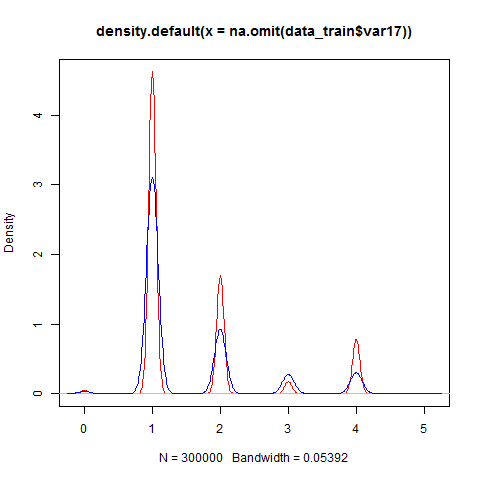 density.default(x = na.omit(data_train$var17))
Density
4
3
2
1
0
0 1 2 3 4 5
N = 300000 Bandwidth = 0.05392